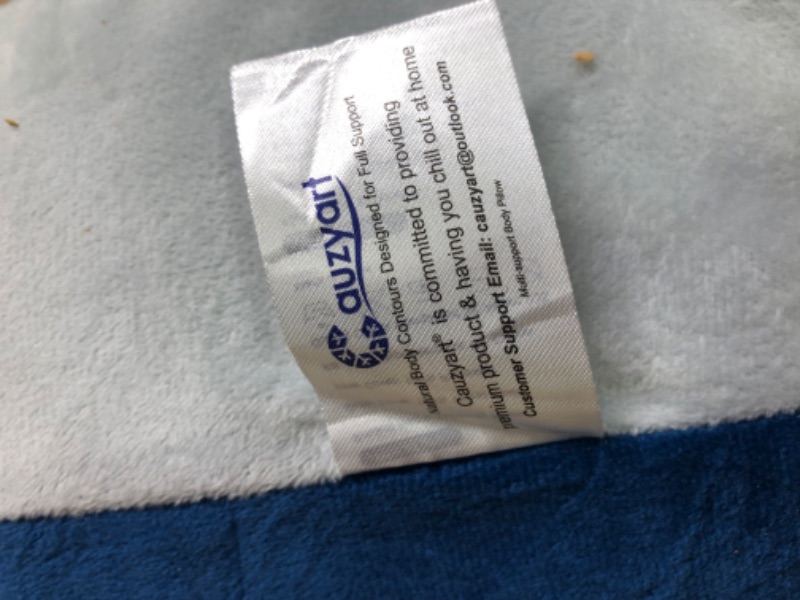 Cauzyart
Natural Body Contours Designed for Full Support
Cauzyart® is committed to providing
premium product & having you chill out at home
Customer Support Email: cauzyart@outlook.com
Multi-support Body Pillow